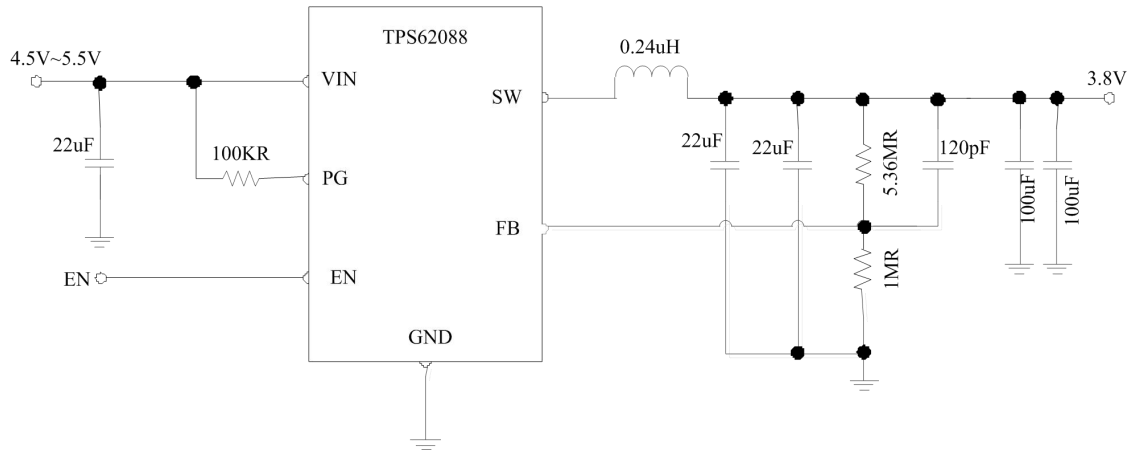 TPS62088
4.5V~5.5V
VIN
0.24uH
3.8V
SW
22uF
100KR
PG
22uF
22uF
5.36MR
120pF
100uF
100uF
FB
EN
EN
1MR
GND